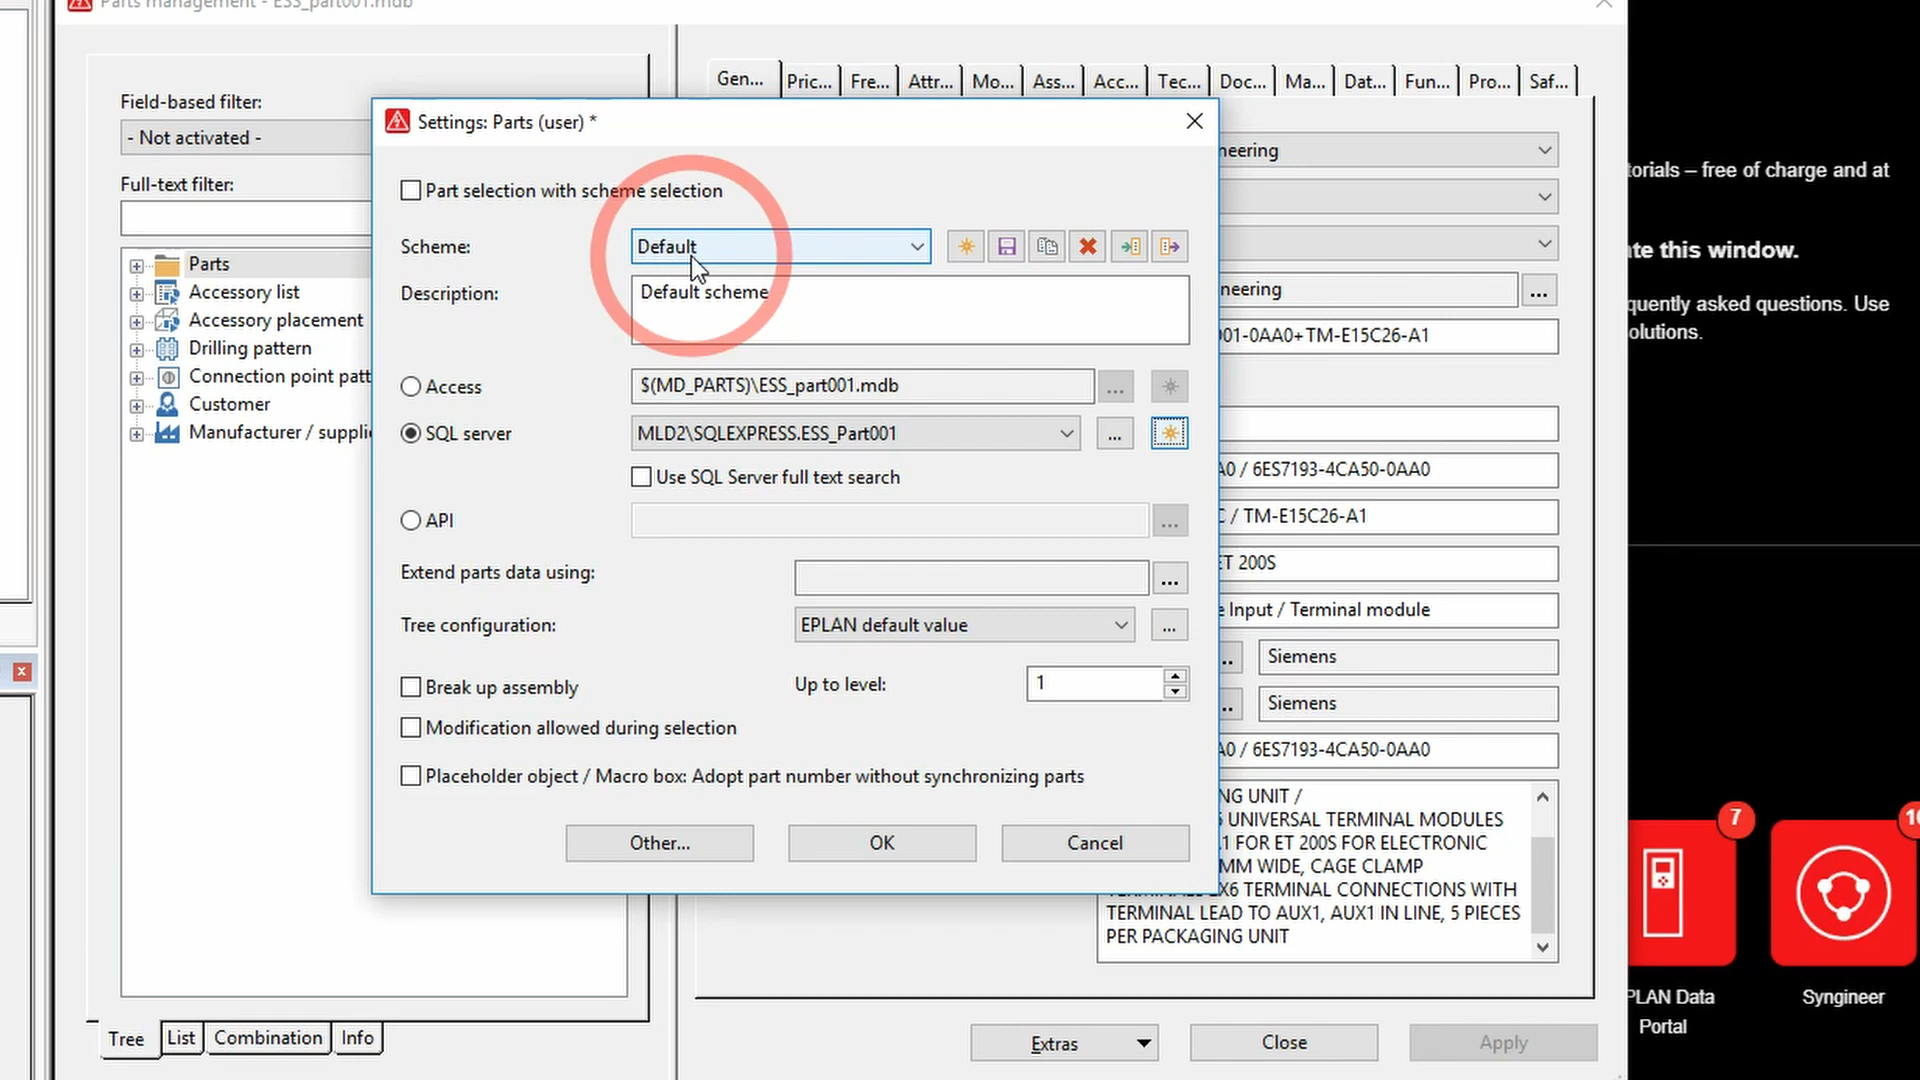 Parts management - ESS_part001.mdb
Field-based filter:
- Not activated -
Full-text filter:
Parts
Accessory list
Accessory placement
Drilling pattern
Connection point patt
Customer
Manufacturer / supplie
Tree
List
Combination
Info
Gen...
Pric...
Fre...
Attr...
Mo...
Ass...
Acc...
Tec...
Doc...
Ma...
Dat...
Fun...
Pro...
Saf...
Settings: Parts (user) *
Part selection with scheme selection
Scheme:
Default
Description:
Default scheme
Access
$(MD_PARTS)\ESS_part001.mdb
...
SQL server
MLD2\SQLEXPRESS.ESS_Part001
...
Use SQL Server full text search
API
...
Extend parts data using:
...
Tree configuration:
EPLAN default value
...
Break up assembly
Up to level:
1
Modification allowed during selection
Placeholder object / Macro box: Adopt part number without synchronizing parts
Other...
OK
Cancel
neering
neering
...
01-0AA0+TM-E15C26-A1
A0 / 6ES7193-4CA50-0AA0
C / TM-E15C26-A1
ET 200S
e Input / Terminal module
..
Siemens
..
Siemens
A0 / 6ES7193-4CA50-0AA0
NG UNIT /
UNIVERSAL TERMINAL MODULES
1 FOR ET 200S FOR ELECTRONIC
MM WIDE, CAGE CLAMP
TERMINALS 2X6 TERMINAL CONNECTIONS WITH
TERMINAL LEAD TO AUX1, AUX1 IN LINE, 5 PIECES
PER PACKAGING UNIT
Extras
Close
Apply
torials – free of charge and at
te this window.
quently asked questions. Use
olutions.
7
10
PLAN Data
Portal
Syngineer